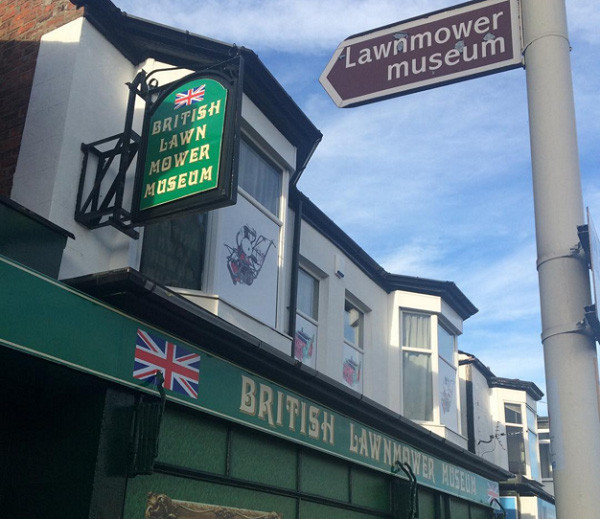 Lawnmower
museum
BRITISH
LAWN
MOWER
MUSEUM
BRITISH LAWNMOWER MUSEUM